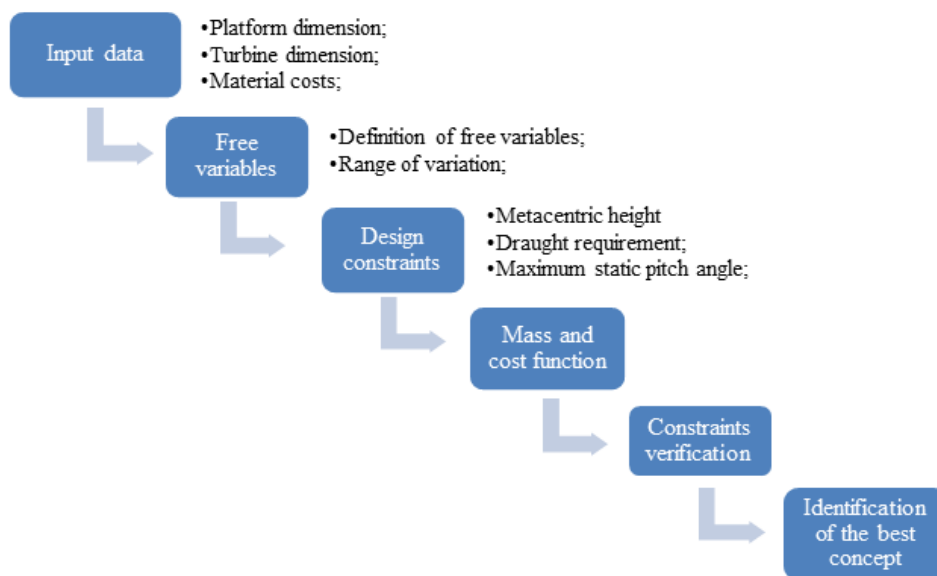 Input data
•Platform dimension;
•Turbine dimension;
•Material costs;
Free
variables
•Definition of free variables;
•Range of variation;
Design
constraints
•Metacentric height
•Draught requirement;
•Maximum static pitch angle;
Mass and
cost function
Constraints
verification
Identification
of the best
concept